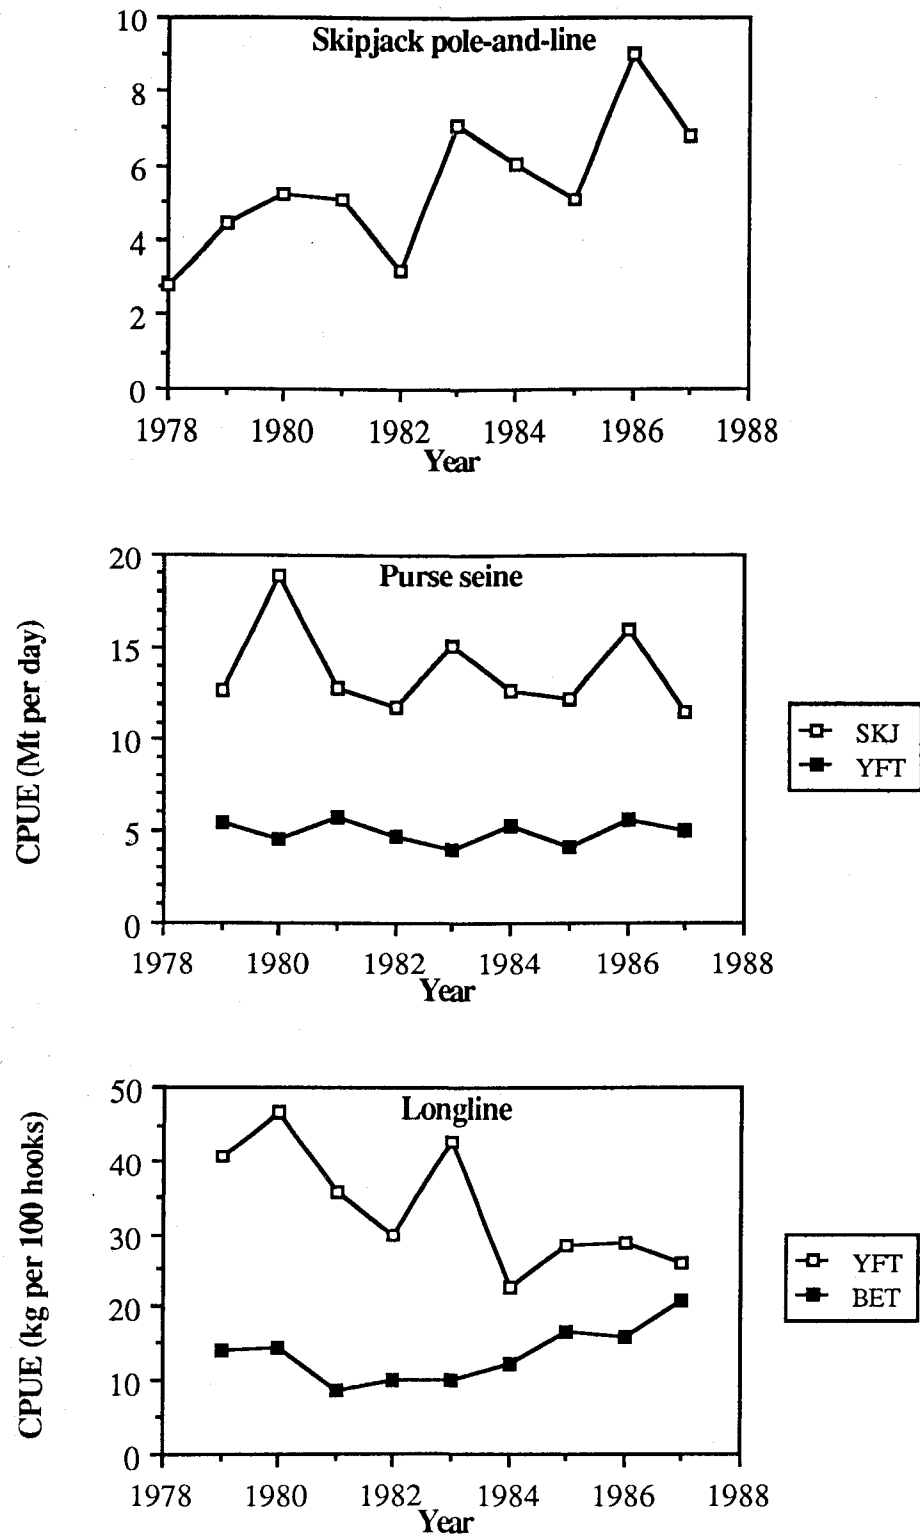 Skipjack pole-and-line
10
8
6
4
2
0
1978 1980 1982 1984 1986 1988
Year
Purse seine
CPUE (Mt per day)
20
15
10
5
0
1978 1980 1982 1984 1986 1988
Year
SKJ
YFT
Longline
CPUE (kg per 100 hooks)
50
40
30
20
10
0
1978 1980 1982 1984 1986 1988
Year
YFT
BET